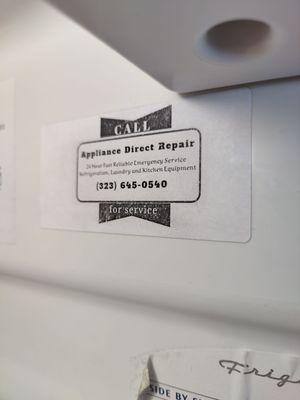 CALL
Appliance Direct Repair
24 Hour Fast Reliable Emergency Service
Refrigeration, Laundry and Kitchen Equipment
(323) 645-0540
for service
Frig
SIDE BY